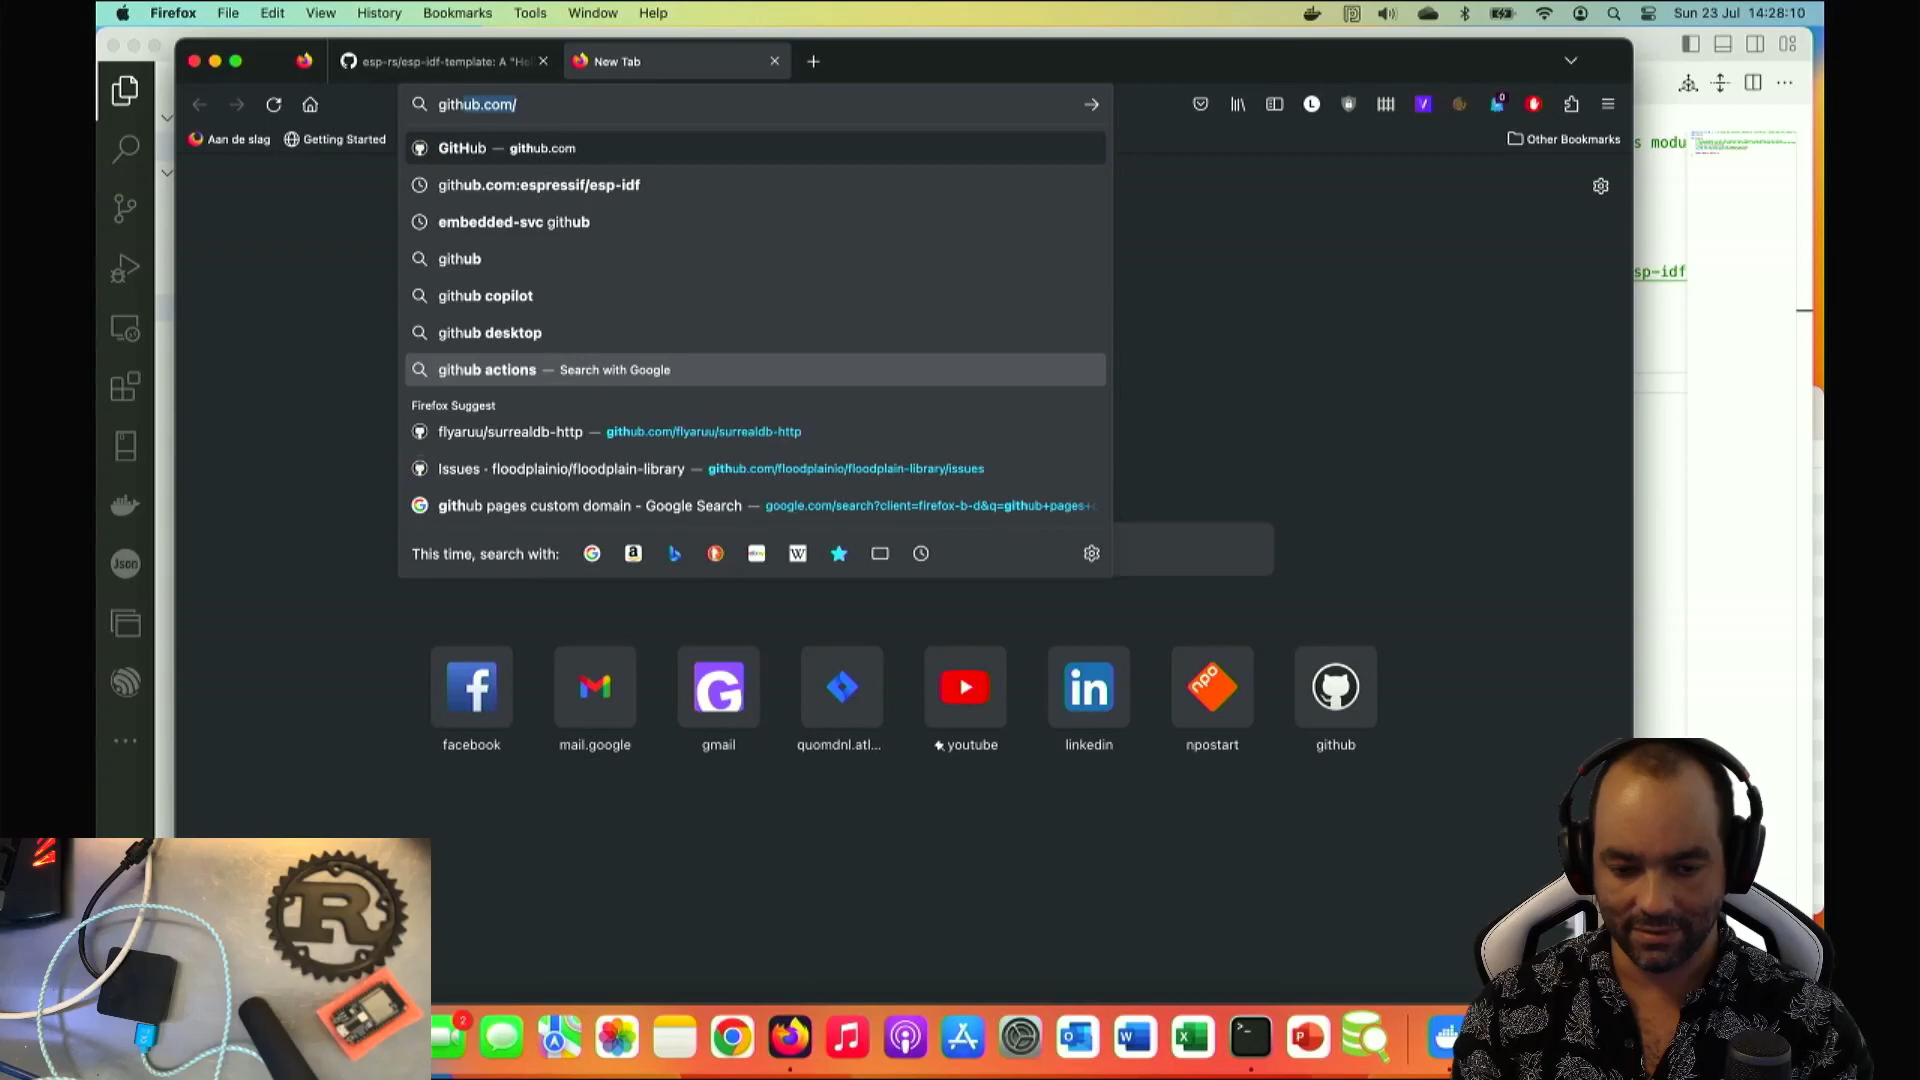 Firefox File Edit View History Bookmarks Tools Window Help
Sun 23 Jul 14:28:10
esp-rs/esp-idf-template: A "He
New Tab
github.com/
Aan de slag
Getting Started
Other Bookmarks
GitHub — github.com
github.com:espressif/esp-idf
embedded-svc github
github
github copilot
github desktop
github actions — Search with Google
Firefox Suggest
flyaruu/surrealdb-http — github.com/flyaruu/surrealdb-http
Issues · floodplainio/floodplain-library — github.com/floodplainio/floodplain-library/issues
github pages custom domain - Google Search — google.com/search?client=firefox-b-d&q=github+pages+
This time, search with:
s modu
sp-idf
Json
facebook
mail.google
gmail
quomdnl.atl...
youtube
linkedin
npo
npostart
github
R
2